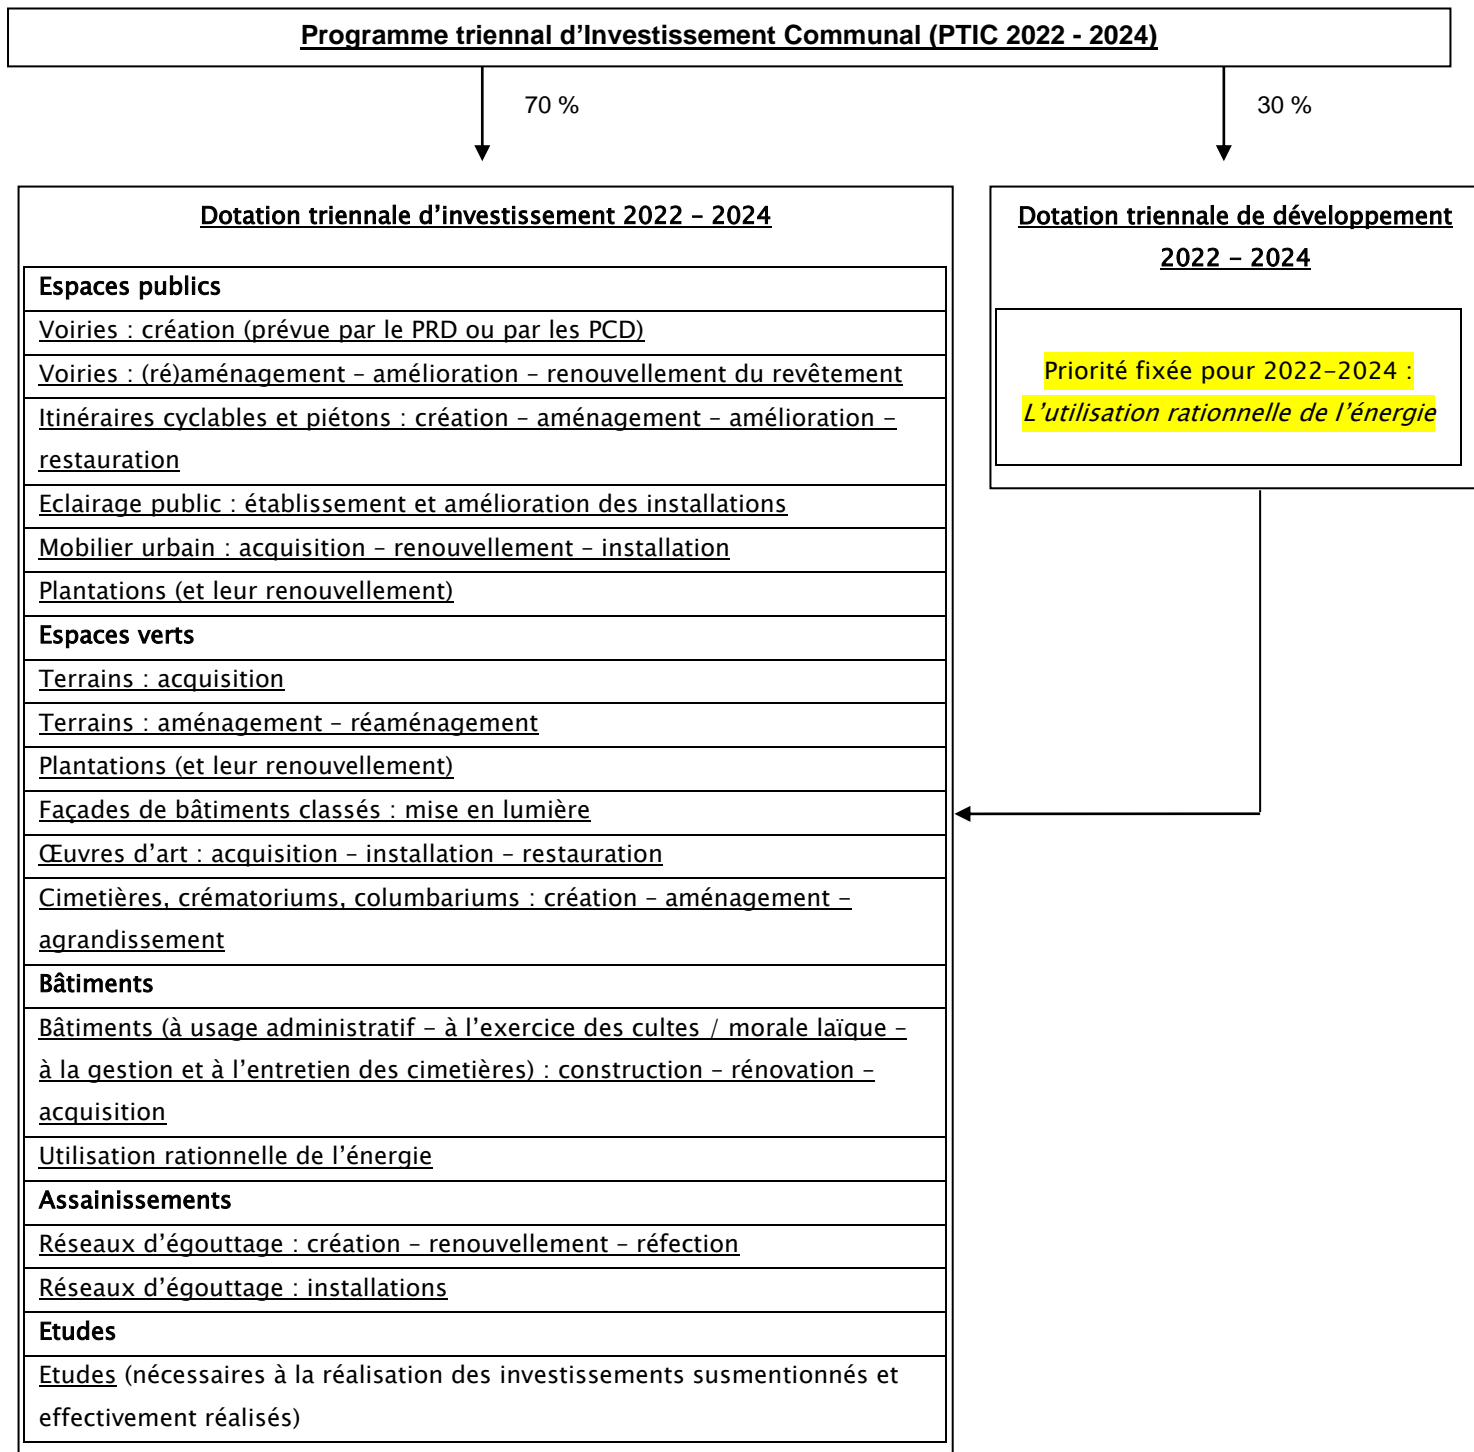 Programme triennal d’Investissement Communal (PTIC 2022 - 2024)
70 %
30 %
Dotation triennale d’investissement 2022 – 2024
Espaces publics
Voiries : création (prévue par le PRD ou par les PCD)
Voiries : (ré)aménagement – amélioration – renouvellement du revêtement
Itinéraires cyclables et piétons : création – aménagement – amélioration –
restauration
Eclairage public : établissement et amélioration des installations
Mobilier urbain : acquisition – renouvellement – installation
Plantations (et leur renouvellement)
Espaces verts
Terrains : acquisition
Terrains : aménagement – réaménagement
Plantations (et leur renouvellement)
Façades de bâtiments classés : mise en lumière
Œuvres d’art : acquisition – installation – restauration
Cimetières, crématoriums, columbariums : création – aménagement –
agrandissement
Bâtiments
Bâtiments (à usage administratif – à l’exercice des cultes / morale laïque –
à la gestion et à l’entretien des cimetières) : construction – rénovation –
acquisition
Utilisation rationnelle de l’énergie
Assainissements
Réseaux d’égouttage : création – renouvellement – réfection
Réseaux d’égouttage : installations
Etudes
Etudes (nécessaires à la réalisation des investissements susmentionnés et
effectivement réalisés)
Dotation triennale de développement
2022 – 2024
Priorité fixée pour 2022–2024 :
L’utilisation rationnelle de l’énergie